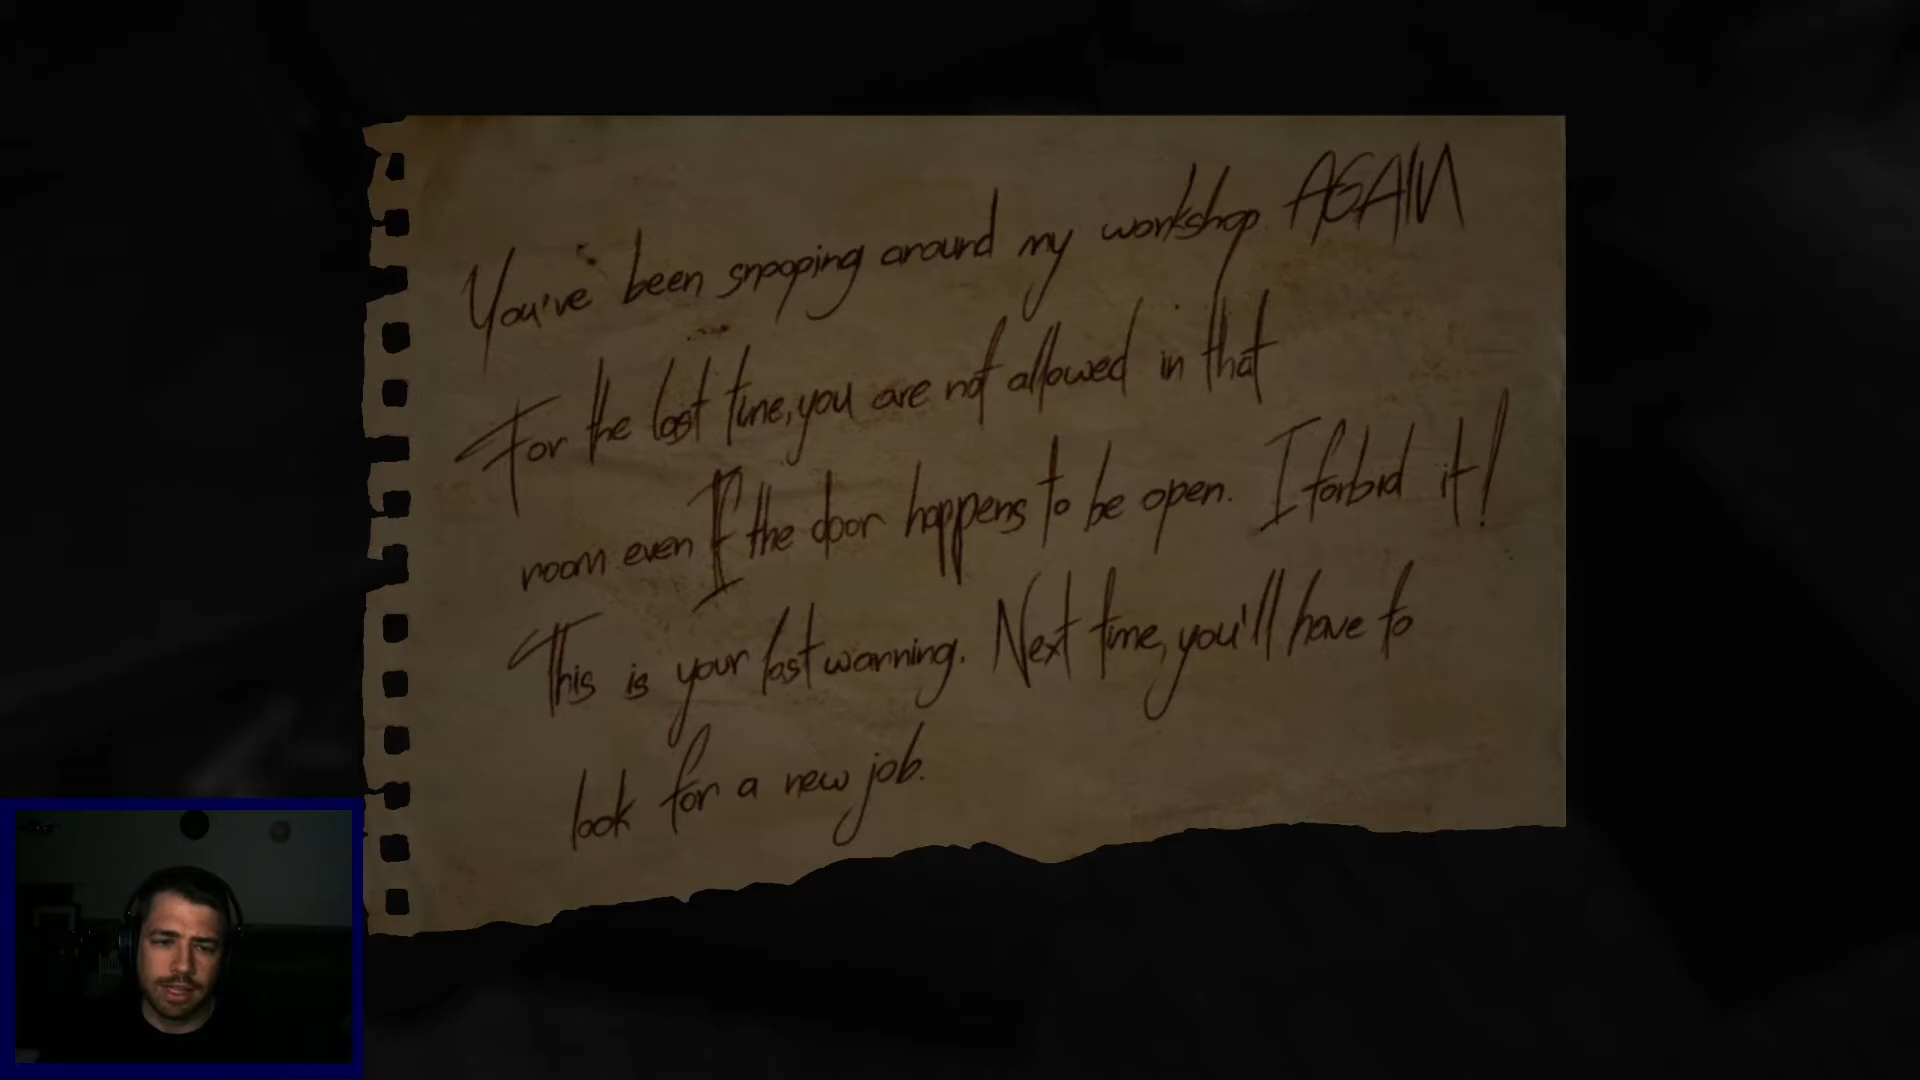 You've been snooping around my workshop AGAIN
For the last time, you are not allowed in that
room even If the door happens to be open. I forbid it!
This is your last warning. Next time, you'll have to
look for a new job.